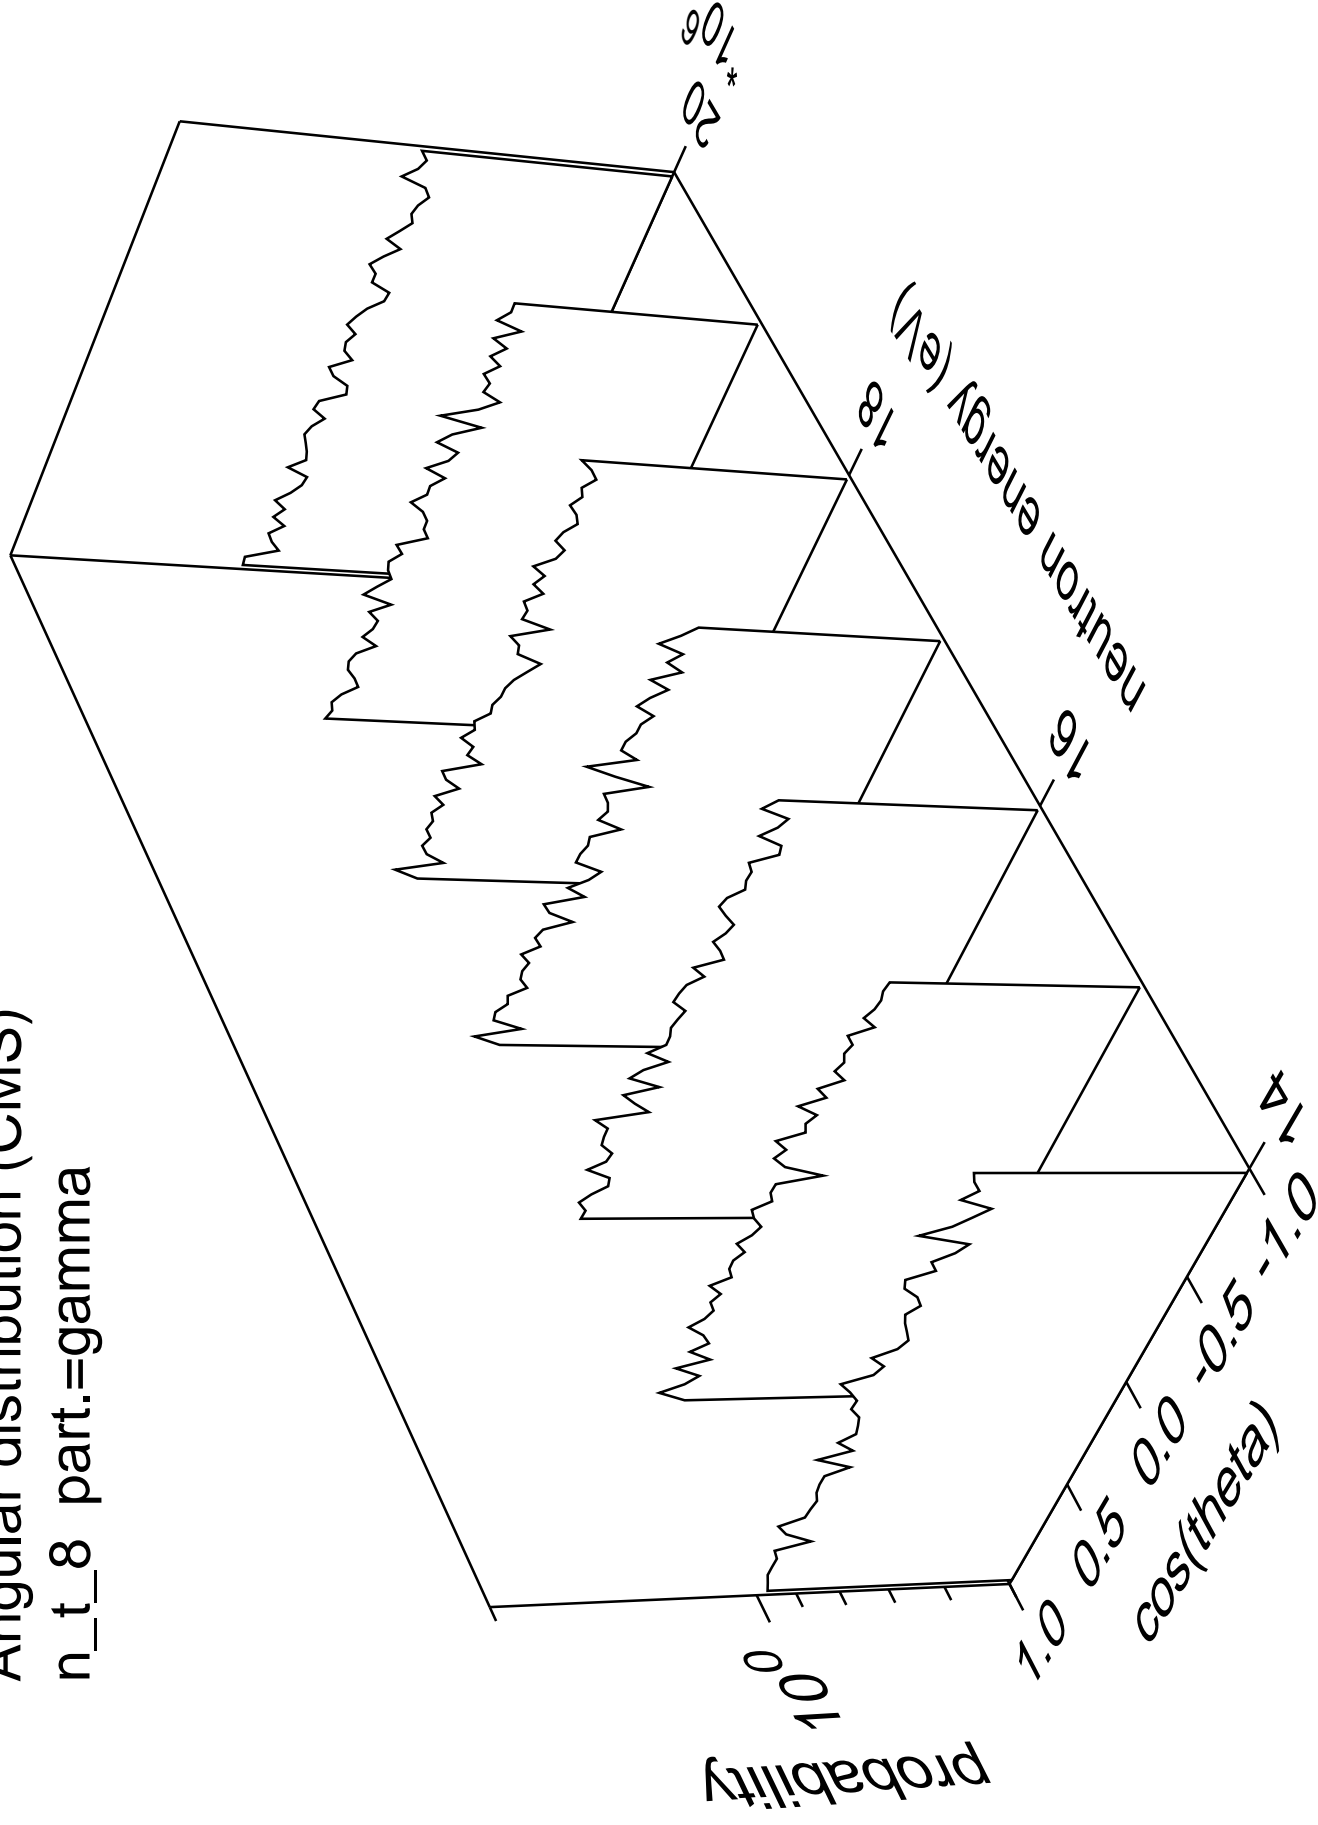 Angular distribution (CMS)
n_t_8 part.=gamma
probability
10^0
1.0 0.5 0.0 -0.5 -1.0
cos(theta)
14 16 18 20
*10^6
neutron energy (eV)